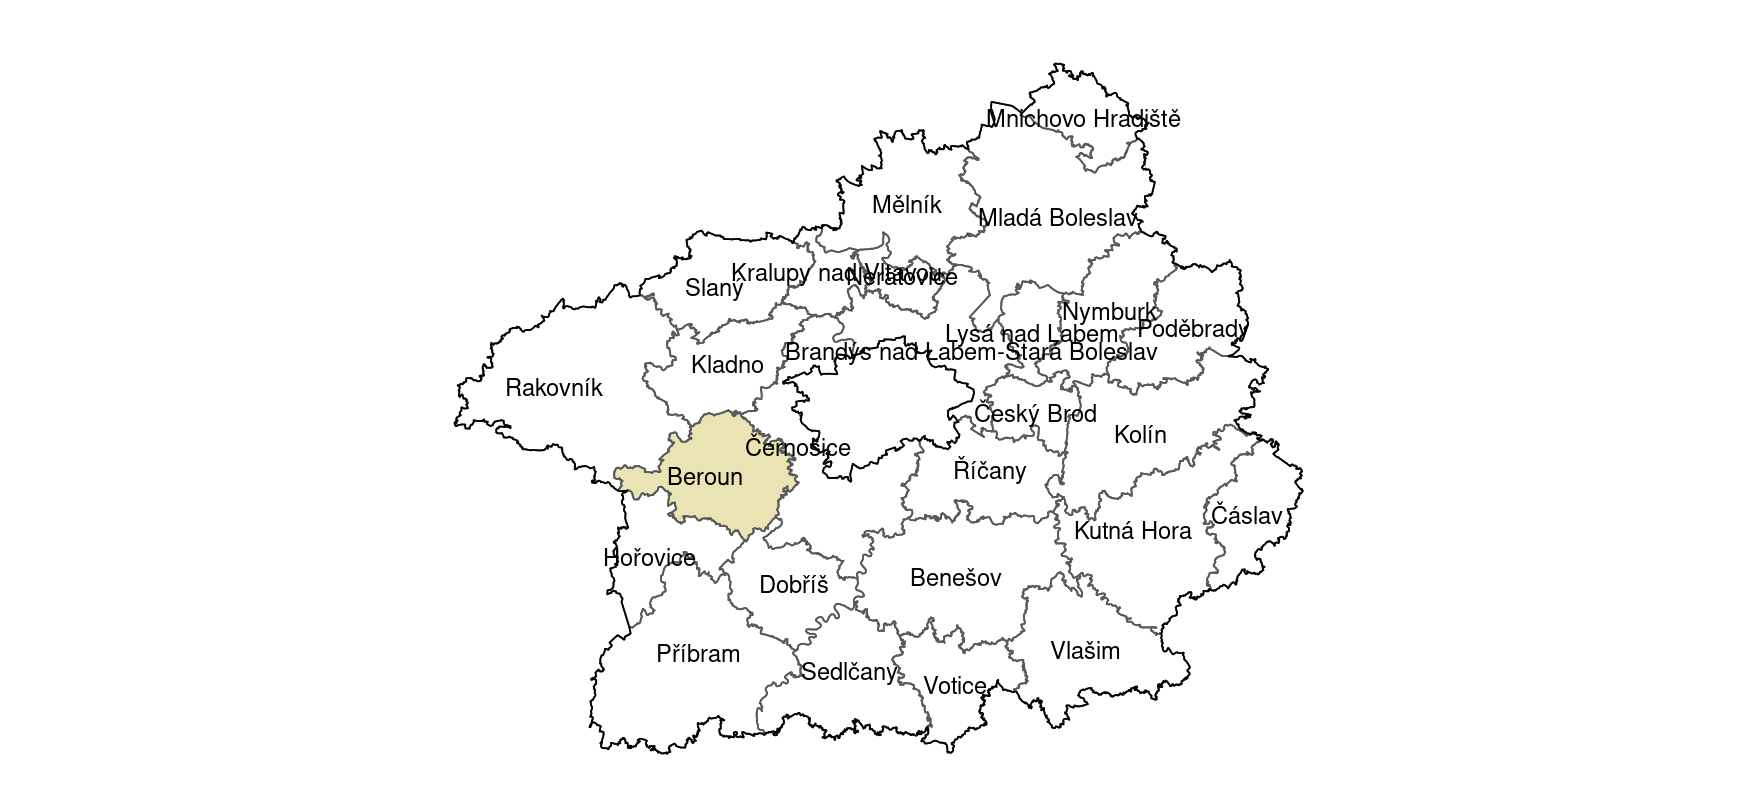 Mnichovo Hradiště
Mělník
Mladá Boleslav
Kralupy nad Vltavou
Neratovice
Slaný
Nymburk
Poděbrady
Lysá nad Labem
Brandýs nad Labem-Stará Boleslav
Kladno
Rakovník
Český Brod
Kolín
Černošice
Říčany
Beroun
Čáslav
Kutná Hora
Hořovice
Benešov
Dobříš
Vlašim
Příbram
Sedlčany
Votice